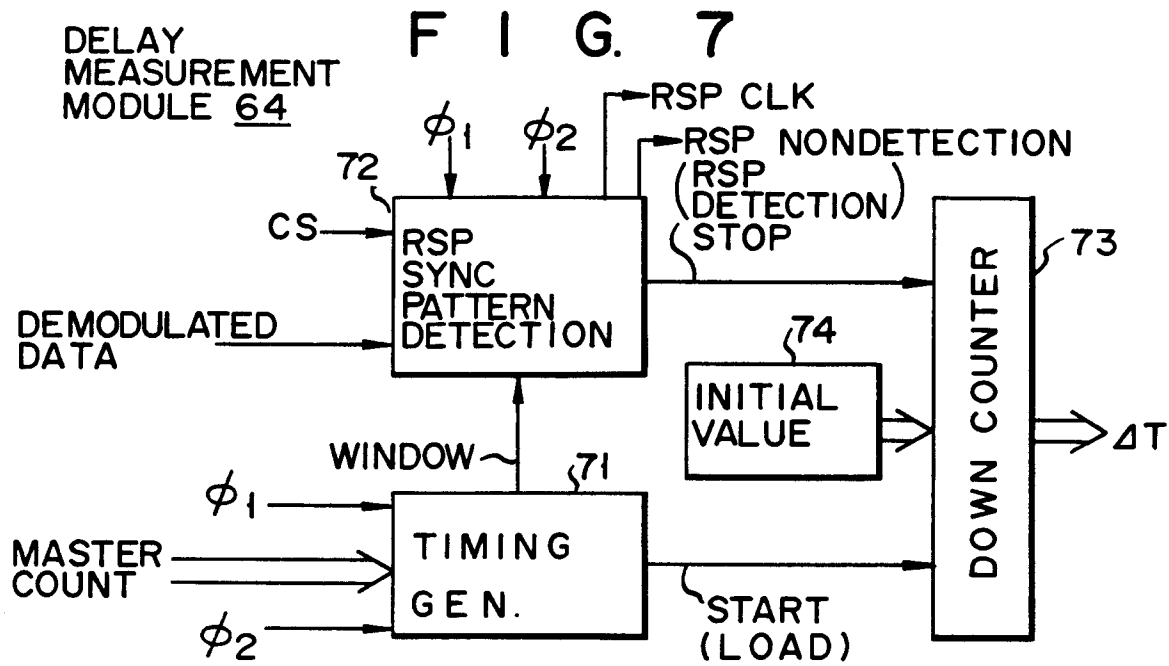 FIG. 7
DELAY
MEASUREMENT
MODULE 64
RSP CLK
RSP NONDETECTION
(RSP
DETECTION)
STOP
ϕ1
ϕ2
72
CS
RSP
SYNC
PATTERN
DETECTION
DEMODULATED
DATA
73
DOWN COUNTER
74
INITIAL
VALUE
ΔT
WINDOW
71
ϕ1
MASTER
COUNT
ϕ2
TIMING
GEN.
START
(LOAD)